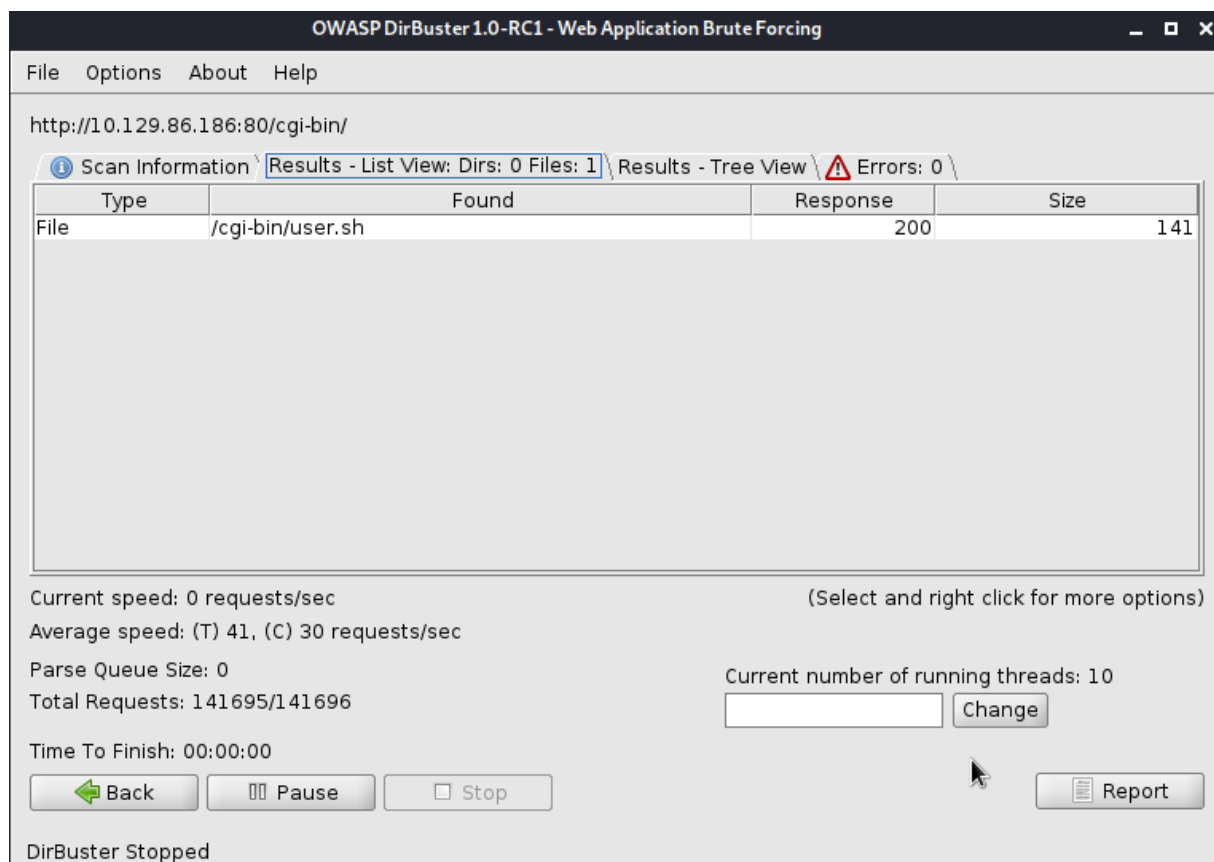 OWASP DirBuster 1.0-RC1 - Web Application Brute Forcing
File Options About Help
http://10.129.86.186:80/cgi-bin/
Scan Information Results - List View: Dirs: 0 Files: 1 Results - Tree View Errors: 0
Type Found Response Size
File /cgi-bin/user.sh 200 141
Current speed: 0 requests/sec (Select and right click for more options)
Average speed: (T) 41, (C) 30 requests/sec
Parse Queue Size: 0 Current number of running threads: 10
Total Requests: 141695/141696 Change
Time To Finish: 00:00:00
Back Pause Stop Report
DirBuster Stopped